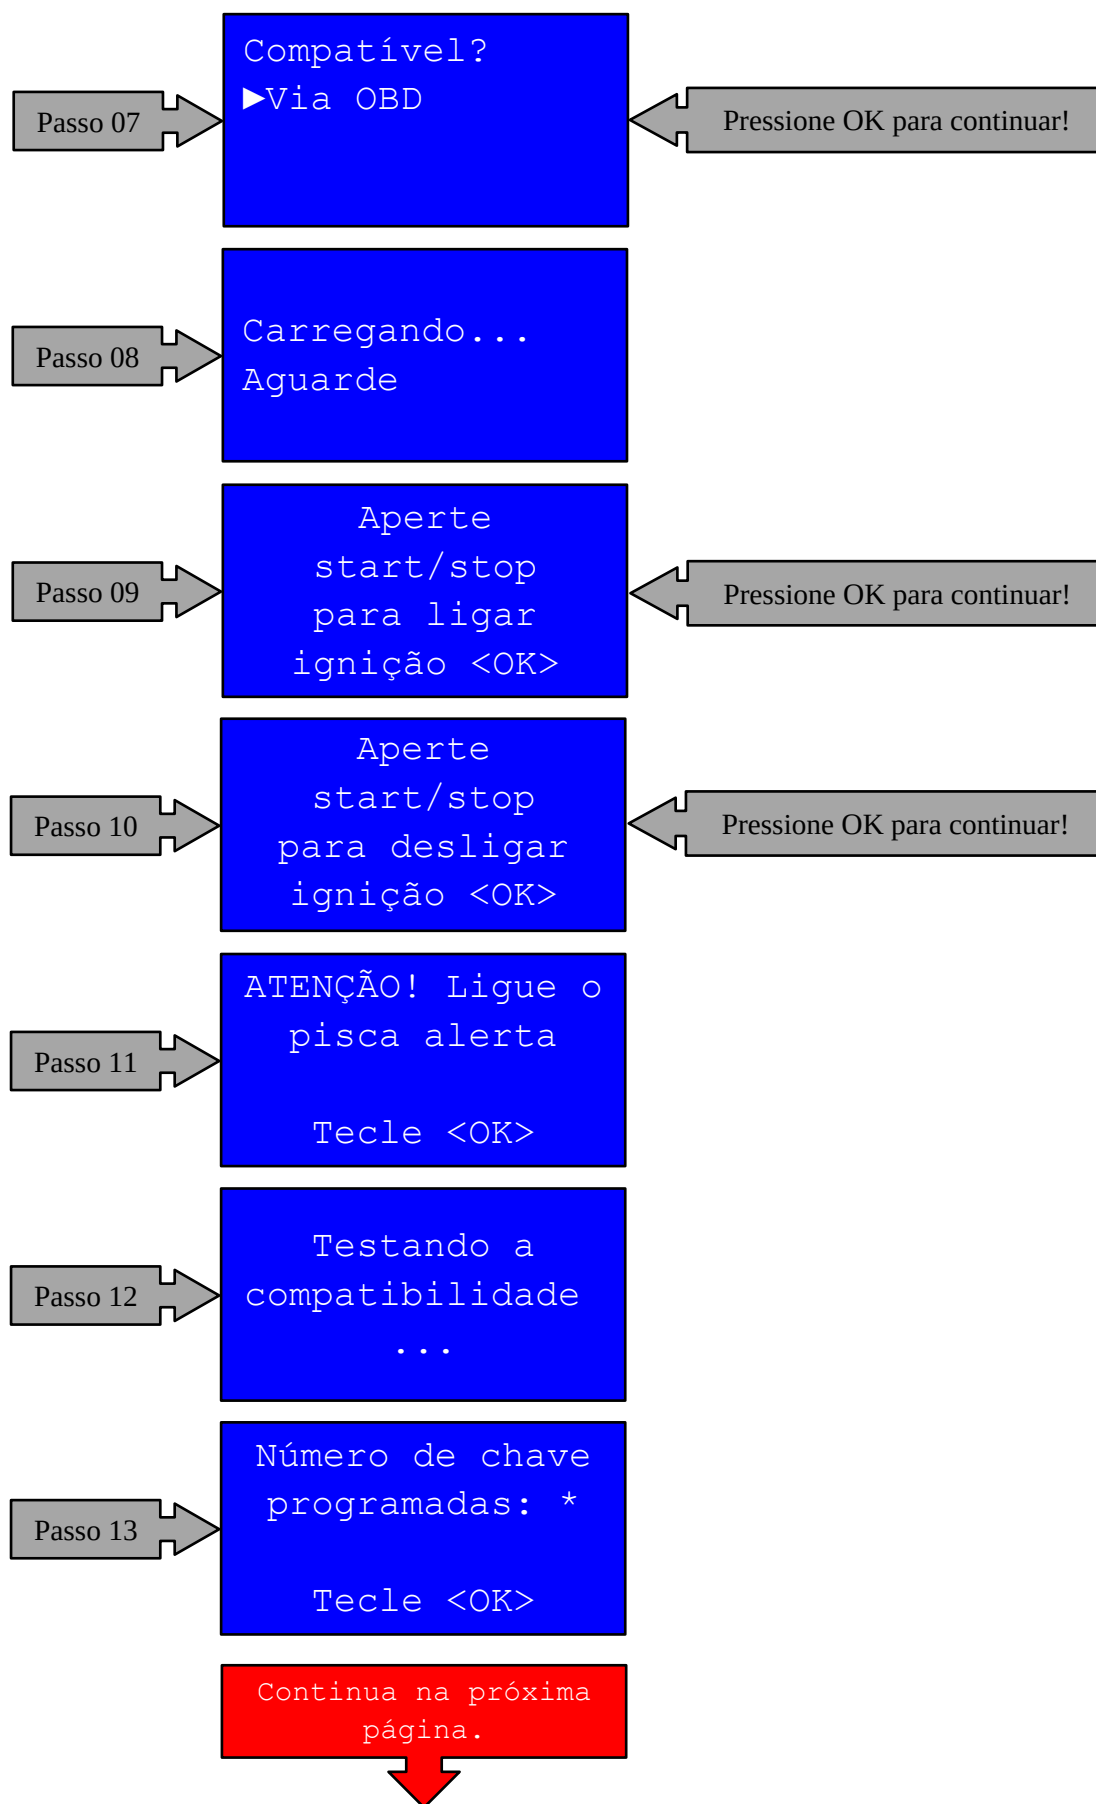 Passo 07
Compatível?
►Via OBD
Pressione OK para continuar!
Passo 08
Carregando...
Aguarde
Passo 09
Aperte
start/stop
para ligar
ignição <OK>
Pressione OK para continuar!
Passo 10
Aperte
start/stop
para desligar
ignição <OK>
Pressione OK para continuar!
Passo 11
ATENÇÃO! Ligue o
pisca alerta
Tecle <OK>
Passo 12
Testando a
compatibilidade
...
Passo 13
Número de chave
programadas: *
Tecle <OK>
Continua na próxima
página.